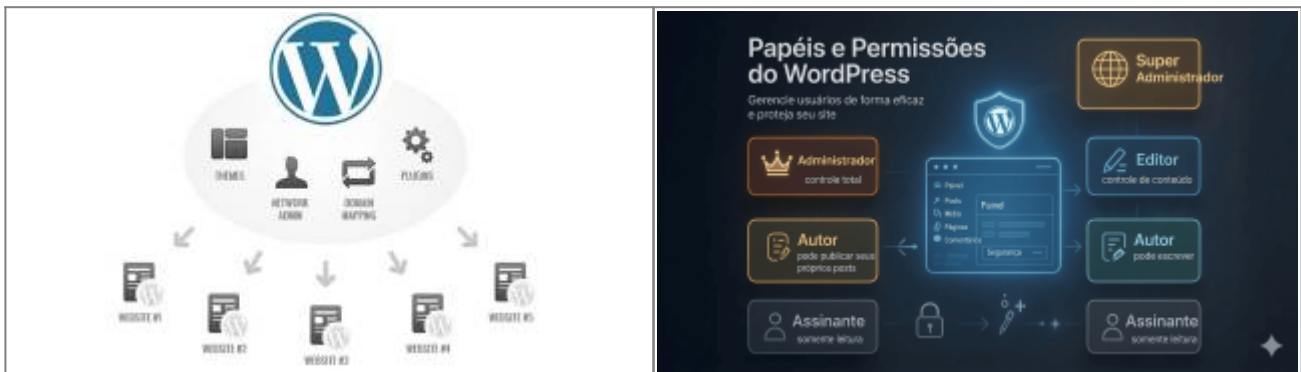 THEMES
NETWORK
ADMIN
DOMAIN
MAPPING
PLUGINS
WEBSITE #1
WEBSITE #2
WEBSITE #3
WEBSITE #4
WEBSITE #5
Papéis e Permissões
do WordPress
Gerencie usuários de forma eficaz
e proteja seu site
Super
Administrador
Administrador
controle total
Editor
controle de conteúdo
Autor
pode publicar seus
próprios posts
Autor
pode escrever
Assinante
somente leitura
Assinante
somente leitura
Painel
Posts
Mídia
Páginas
Comentários
Painel
Segurança